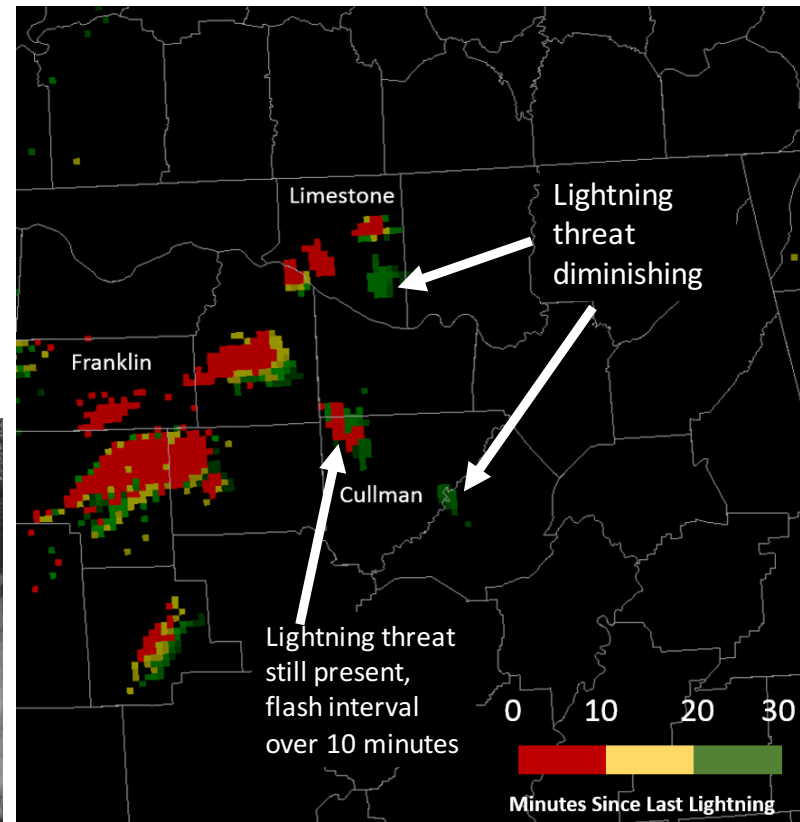 Limestone
Lightning
threat
diminishing
Franklin
Cullman
Lightning threat
still present,
flash interval
over 10 minutes
0 10 20 30
Minutes Since Last Lightning